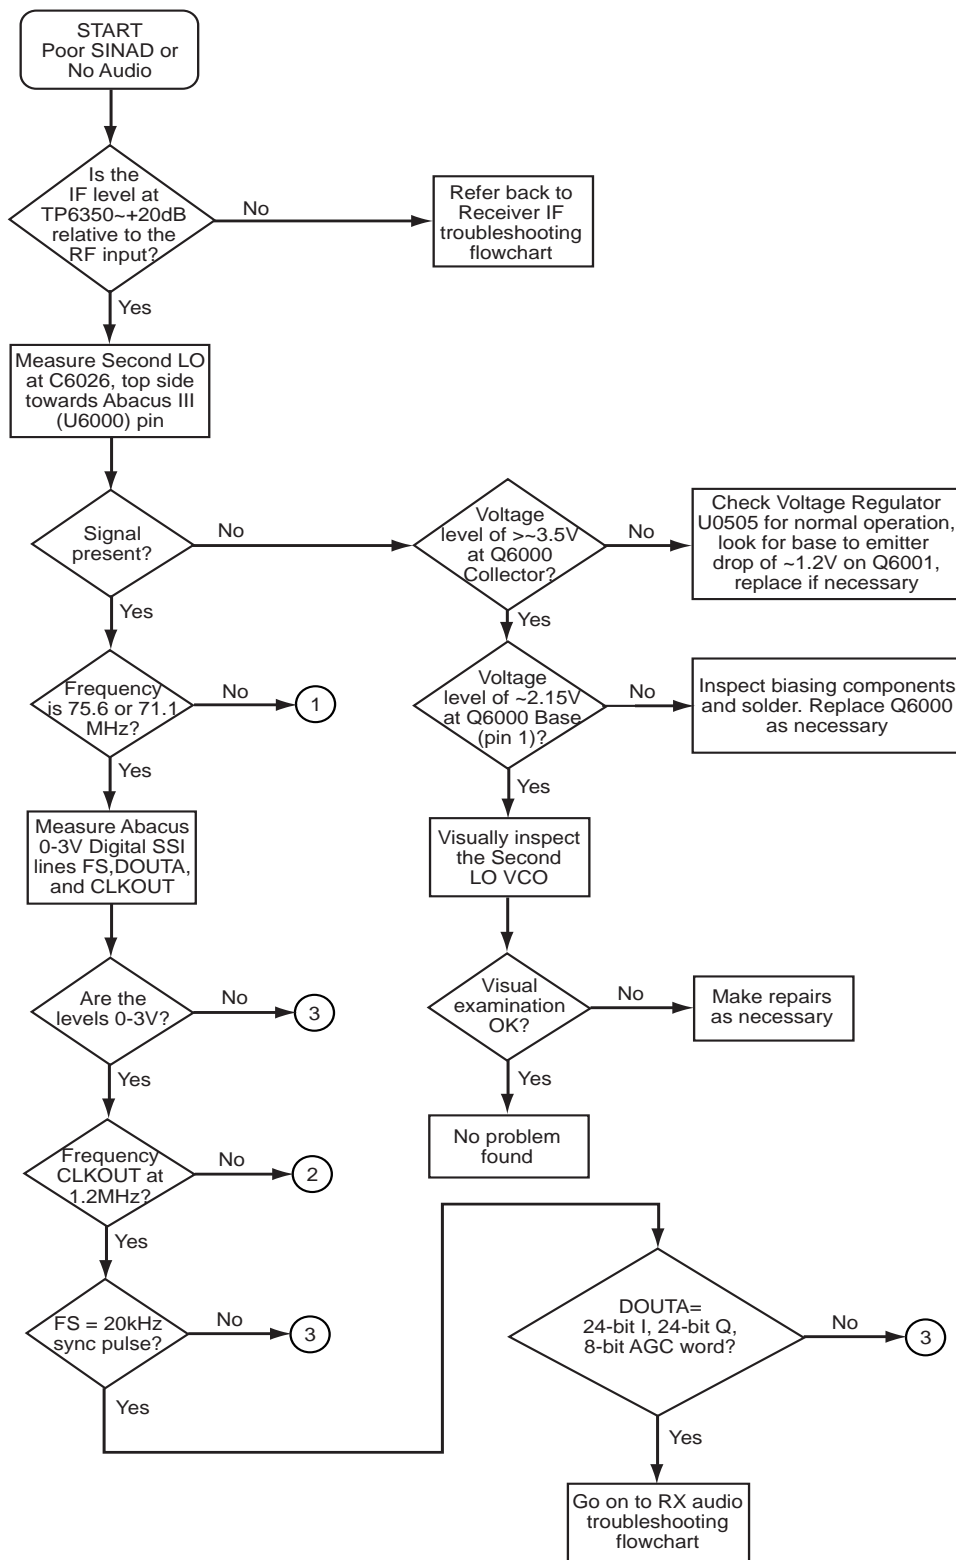 START
Poor SINAD or
No Audio
Is the
IF level at
TP6350~+20dB
relative to the
RF input?
No
Refer back to
Receiver IF
troubleshooting
flowchart
Yes
Measure Second LO
at C6026, top side
towards Abacus III
(U6000) pin
Signal
present?
No
Voltage
level of >~3.5V
at Q6000
Collector?
No
Check Voltage Regulator
U0505 for normal operation,
look for base to emitter
drop of ~1.2V on Q6001,
replace if necessary
Yes
Yes
Frequency
is 75.6 or 71.1
MHz?
No
1
Voltage
level of ~2.15V
at Q6000 Base
(pin 1)?
No
Inspect biasing components
and solder. Replace Q6000
as necessary
Yes
Yes
Measure Abacus
0-3V Digital SSI
lines FS,DOUTA,
and CLKOUT
Visually inspect
the Second
LO VCO
Are the
levels 0-3V?
No
3
Visual
examination
OK?
No
Make repairs
as necessary
Yes
Yes
Frequency
CLKOUT at
1.2MHz?
No
2
No problem
found
Yes
FS = 20kHz
sync pulse?
No
3
DOUTA=
24-bit I, 24-bit Q,
8-bit AGC word?
No
3
Yes
Yes
Go on to RX audio
troubleshooting
flowchart